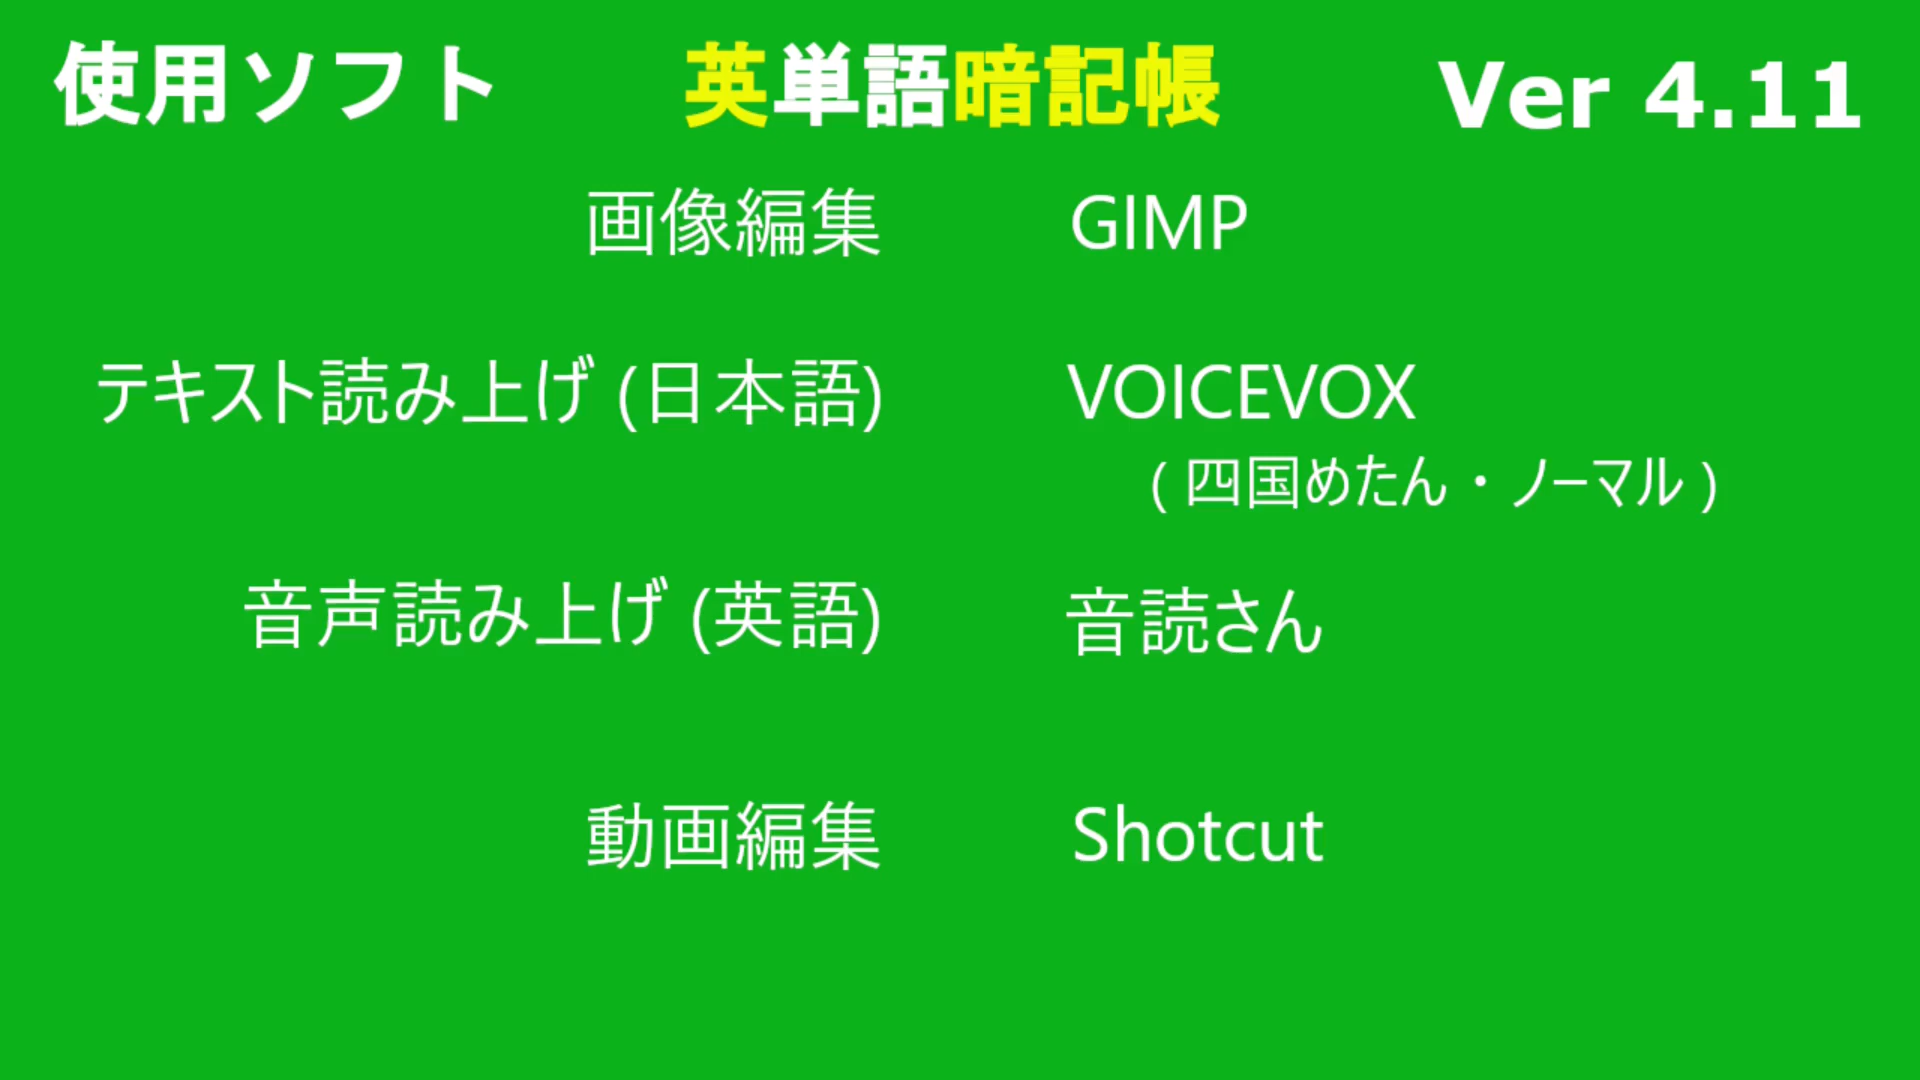 使用ソフト 英単語暗記帳 Ver 4.11
画像編集 GIMP
テキスト読み上げ (日本語) VOICEVOX
( 四国めたん・ノーマル )
音声読み上げ (英語) 音読さん
動画編集 Shotcut